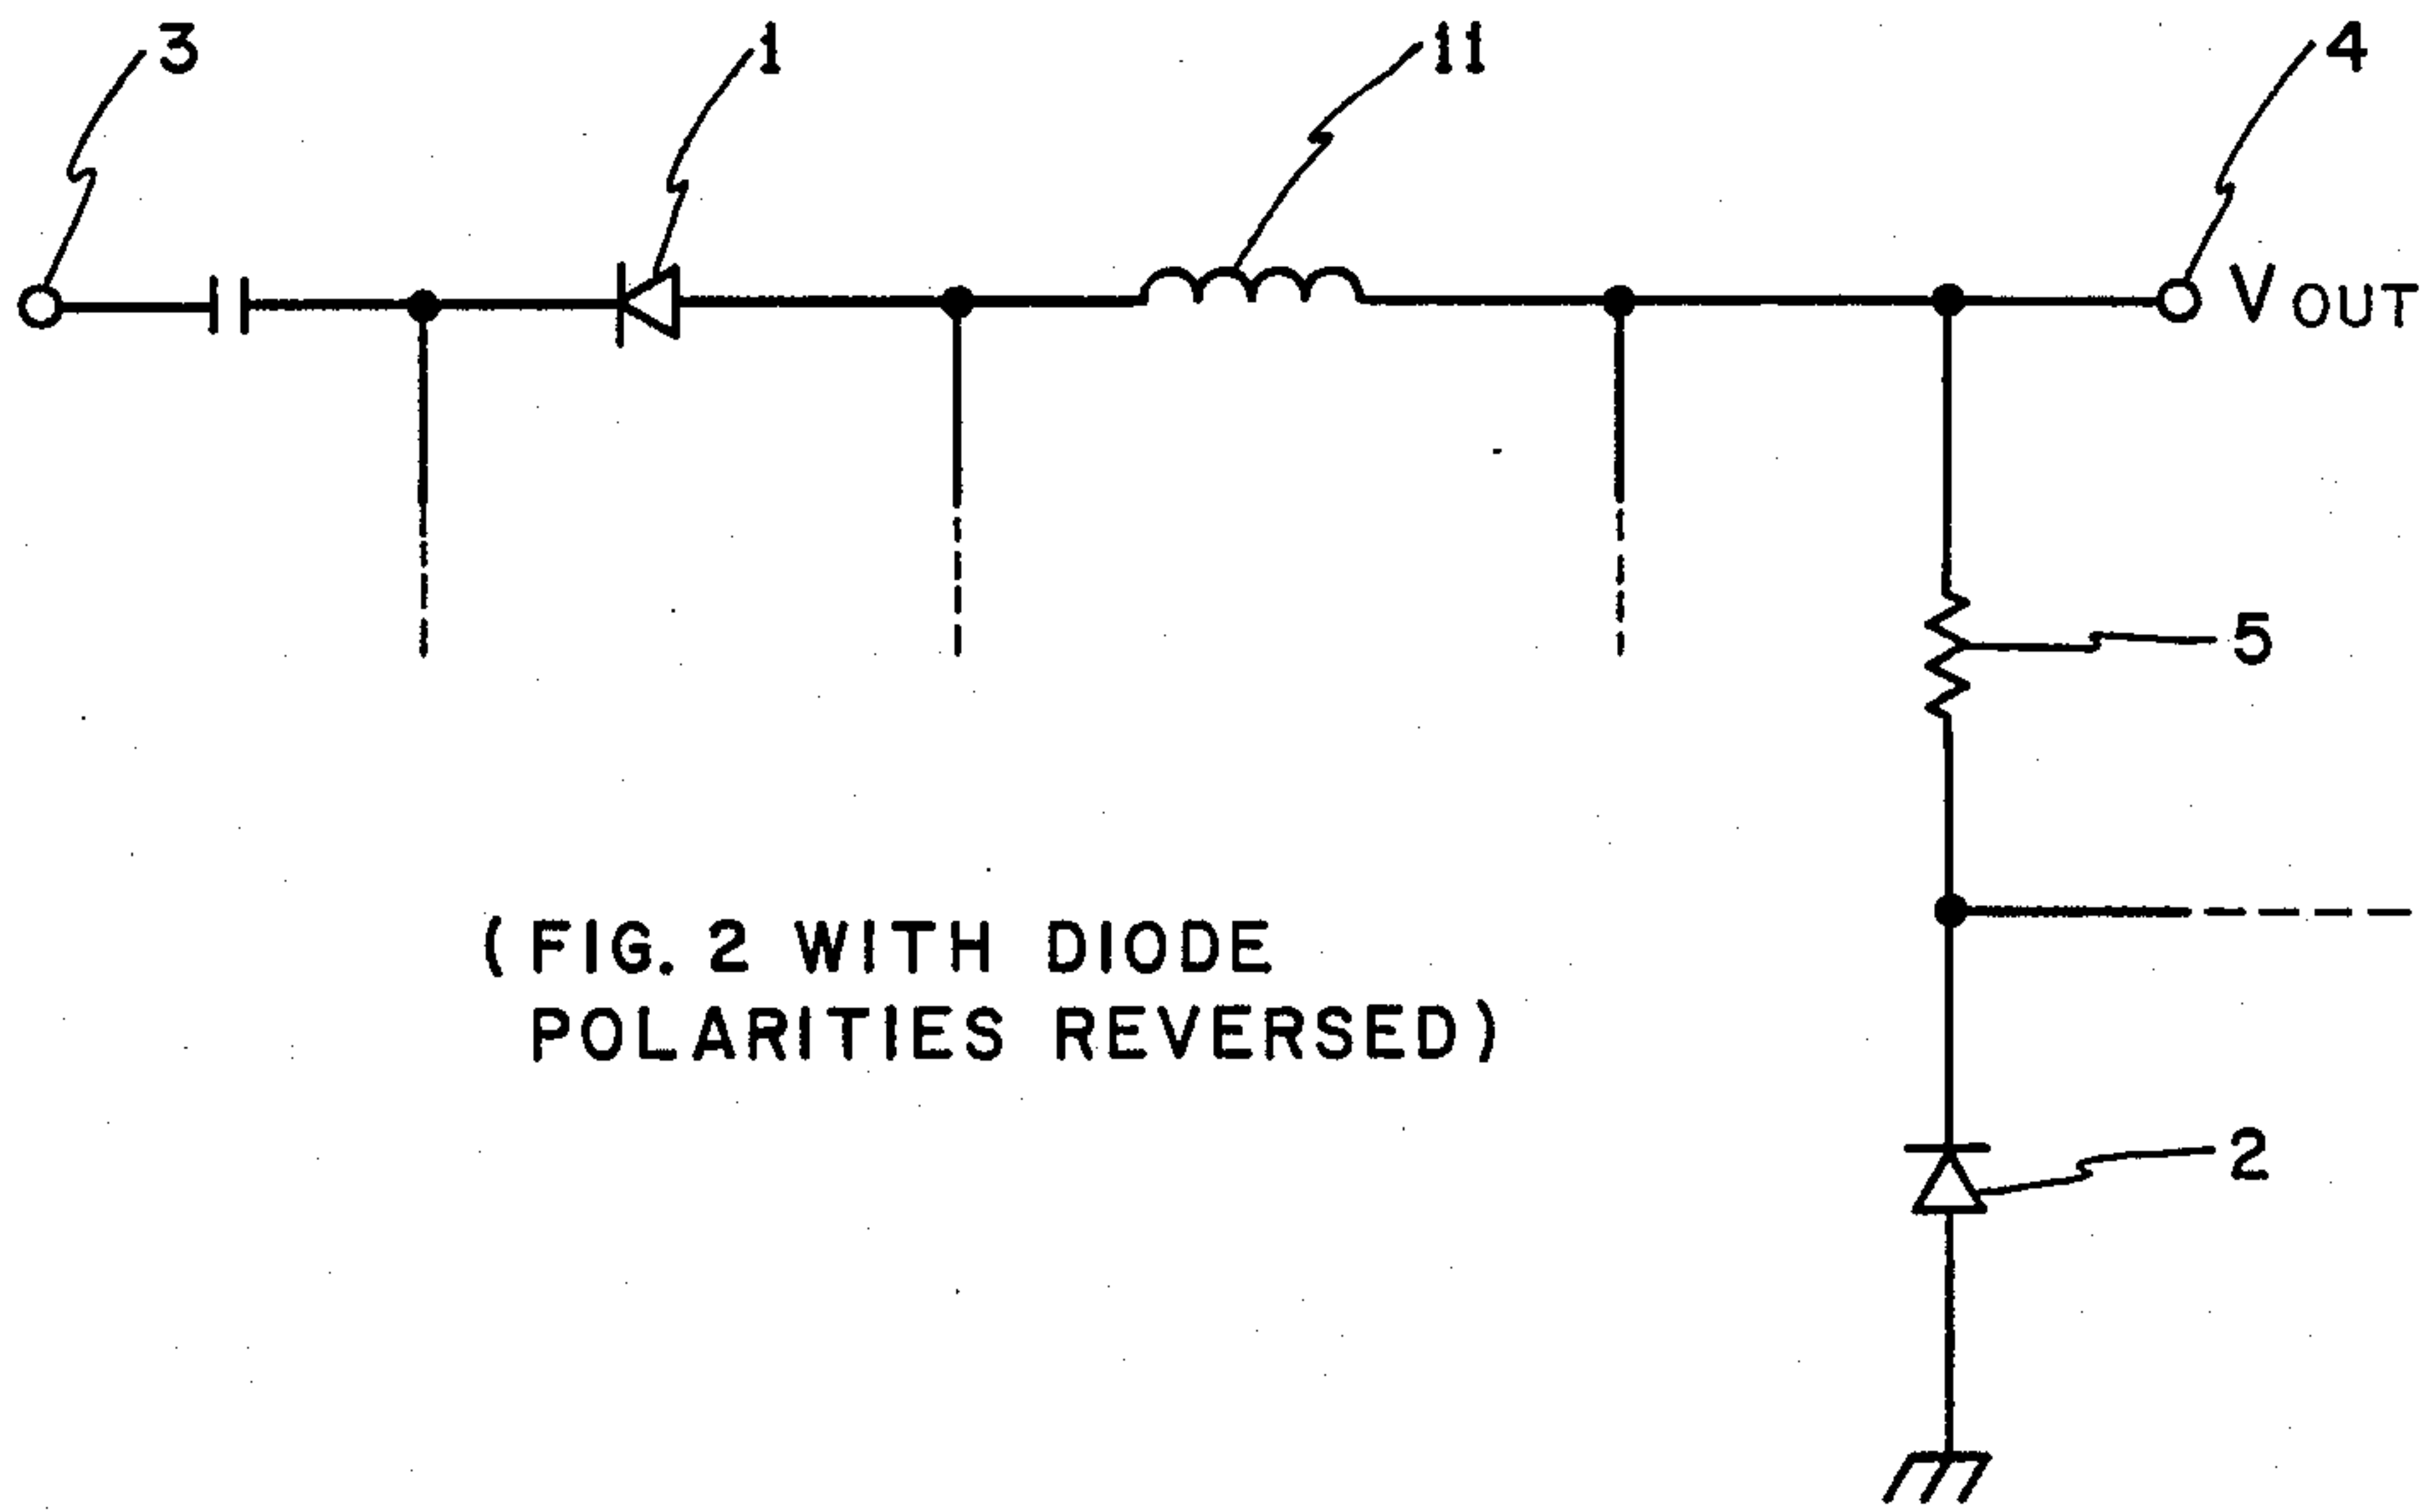 3
1
11
4
VOUT
5
(FIG. 2 WITH DIODE
POLARITIES REVERSED)
2